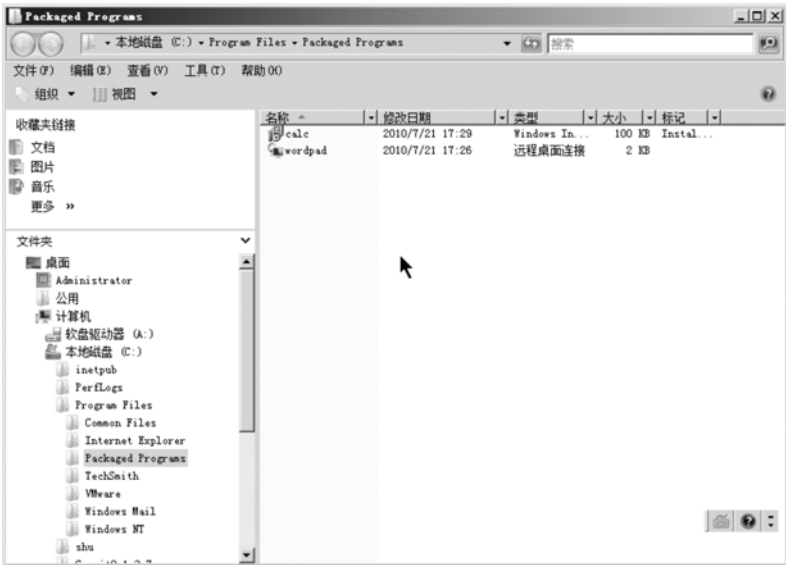 Packaged Programs
本地磁盘 (C:) Program Files Packaged Programs 搜索
文件(F) 编辑(E) 查看(V) 工具(T) 帮助(H)
组织 视图
收藏夹链接
文档
图片
音乐
更多 »
文件夹
桌面
Administrator
公用
计算机
软盘驱动器 (A:)
本地磁盘 (C:)
inetpub
PerfLogs
Program Files
Common Files
Internet Explorer
Packaged Programs
TechSmith
VMware
Windows Mail
Windows NT
shu
名称 修改日期 类型 大小 标记
calc 2010/7/21 17:29 Windows In... 100 KB Instal...
wordpad 2010/7/21 17:26 远程桌面连接 2 KB